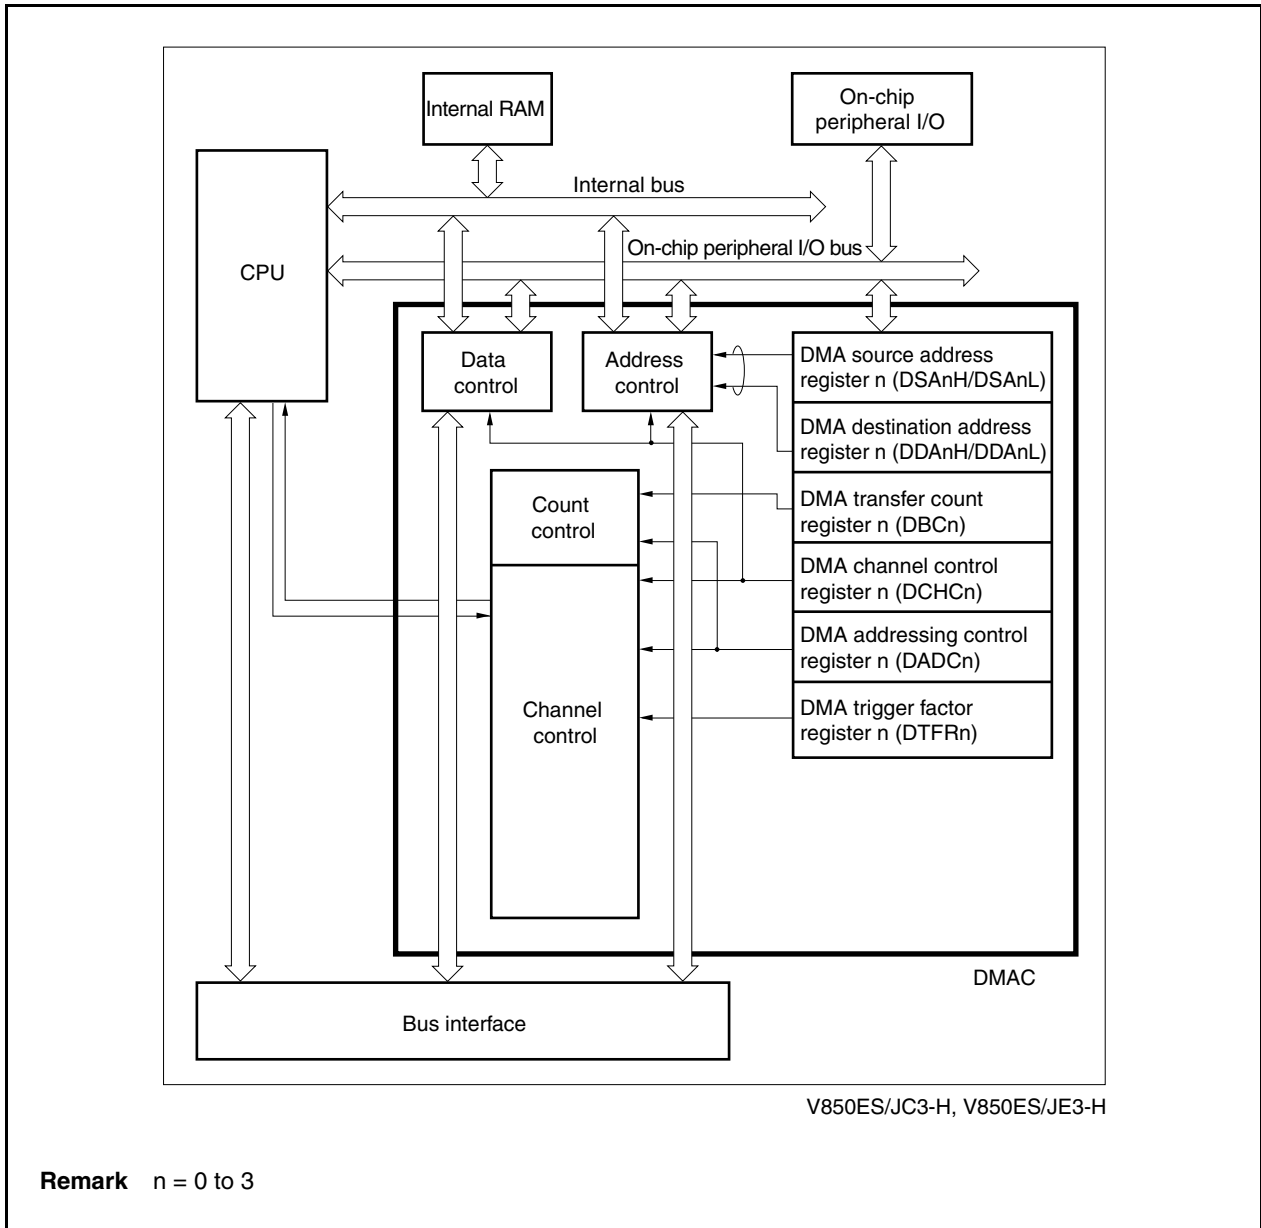 Internal RAM
On-chip
peripheral I/O
Internal bus
On-chip peripheral I/O bus
CPU
Data
control
Address
control
DMA source address
register n (DSAnH/DSAnL)
DMA destination address
register n (DDAnH/DDAnL)
Count
control
DMA transfer count
register n (DBCn)
DMA channel control
register n (DCHCn)
DMA addressing control
register n (DADCn)
Channel
control
DMA trigger factor
register n (DTFRn)
DMAC
Bus interface
V850ES/JC3-H, V850ES/JE3-H
Remark n = 0 to 3